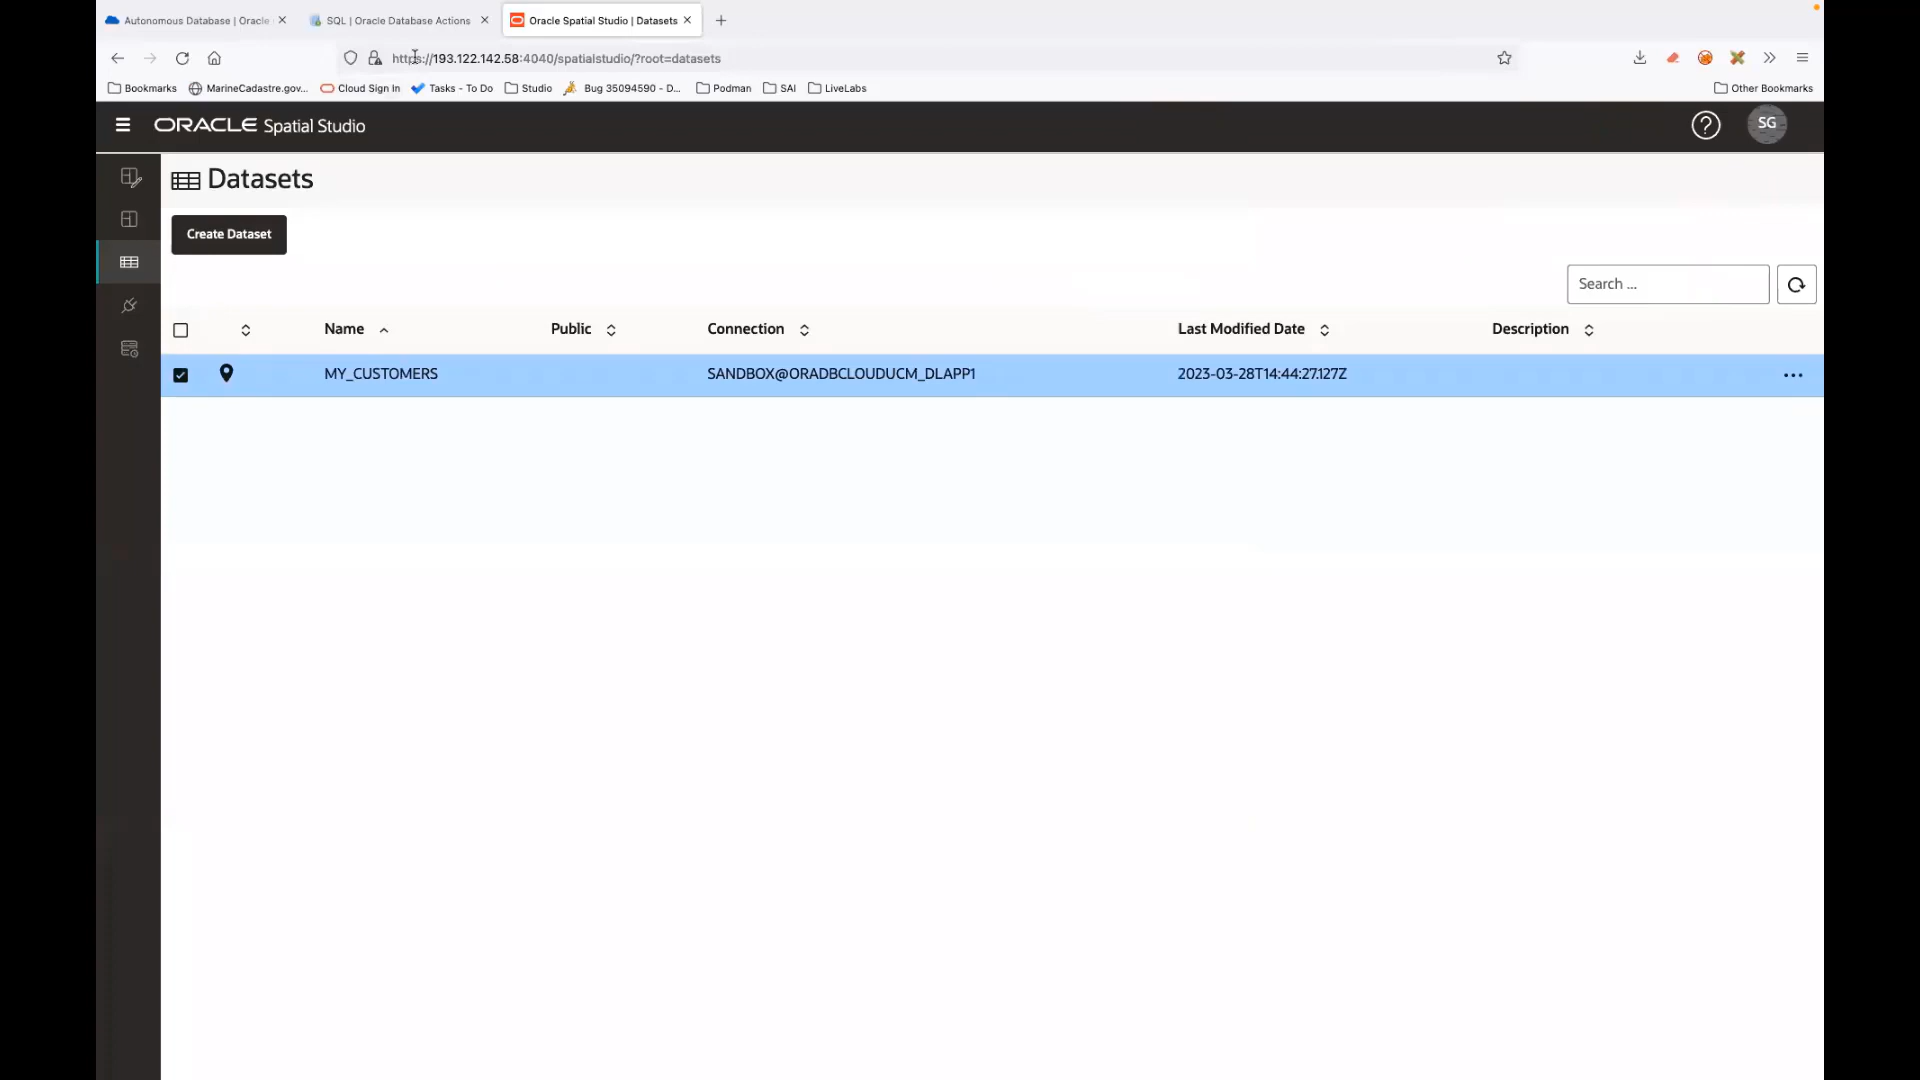 Autonomous Database | Oracle
SQL | Oracle Database Actions
Oracle Spatial Studio | Datasets
https://193.122.142.58:4040/spatialstudio/?root=datasets
Bookmarks
MarineCadastre.gov...
Cloud Sign In
Tasks - To Do
Studio
Bug 35094590 - D...
Podman
SAI
LiveLabs
Other Bookmarks
ORACLE Spatial Studio
SG
Datasets
Create Dataset
Search ...
Name Public Connection Last Modified Date Description
MY_CUSTOMERS SANDBOX@ORADBCLOUDUCM_DLAPP1 2023-03-28T14:44:27.127Z